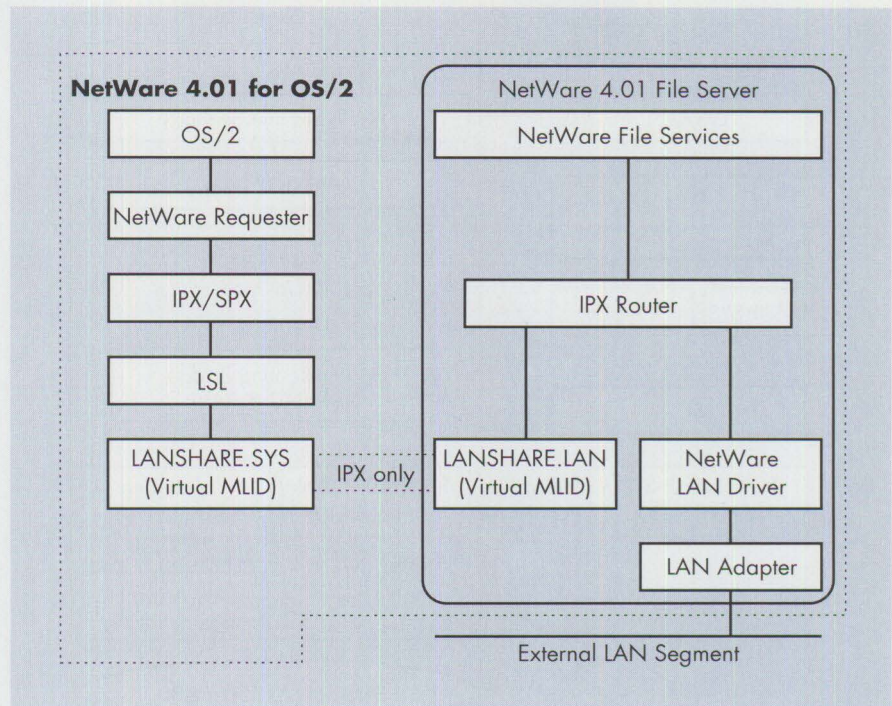 NetWare 4.01 for OS/2
OS/2
NetWare Requester
IPX/SPX
LSL
LANSHARE.SYS
(Virtual MLID)
IPX only
NetWare 4.01 File Server
NetWare File Services
IPX Router
LANSHARE.LAN
(Virtual MLID)
NetWare
LAN Driver
LAN Adapter
External LAN Segment